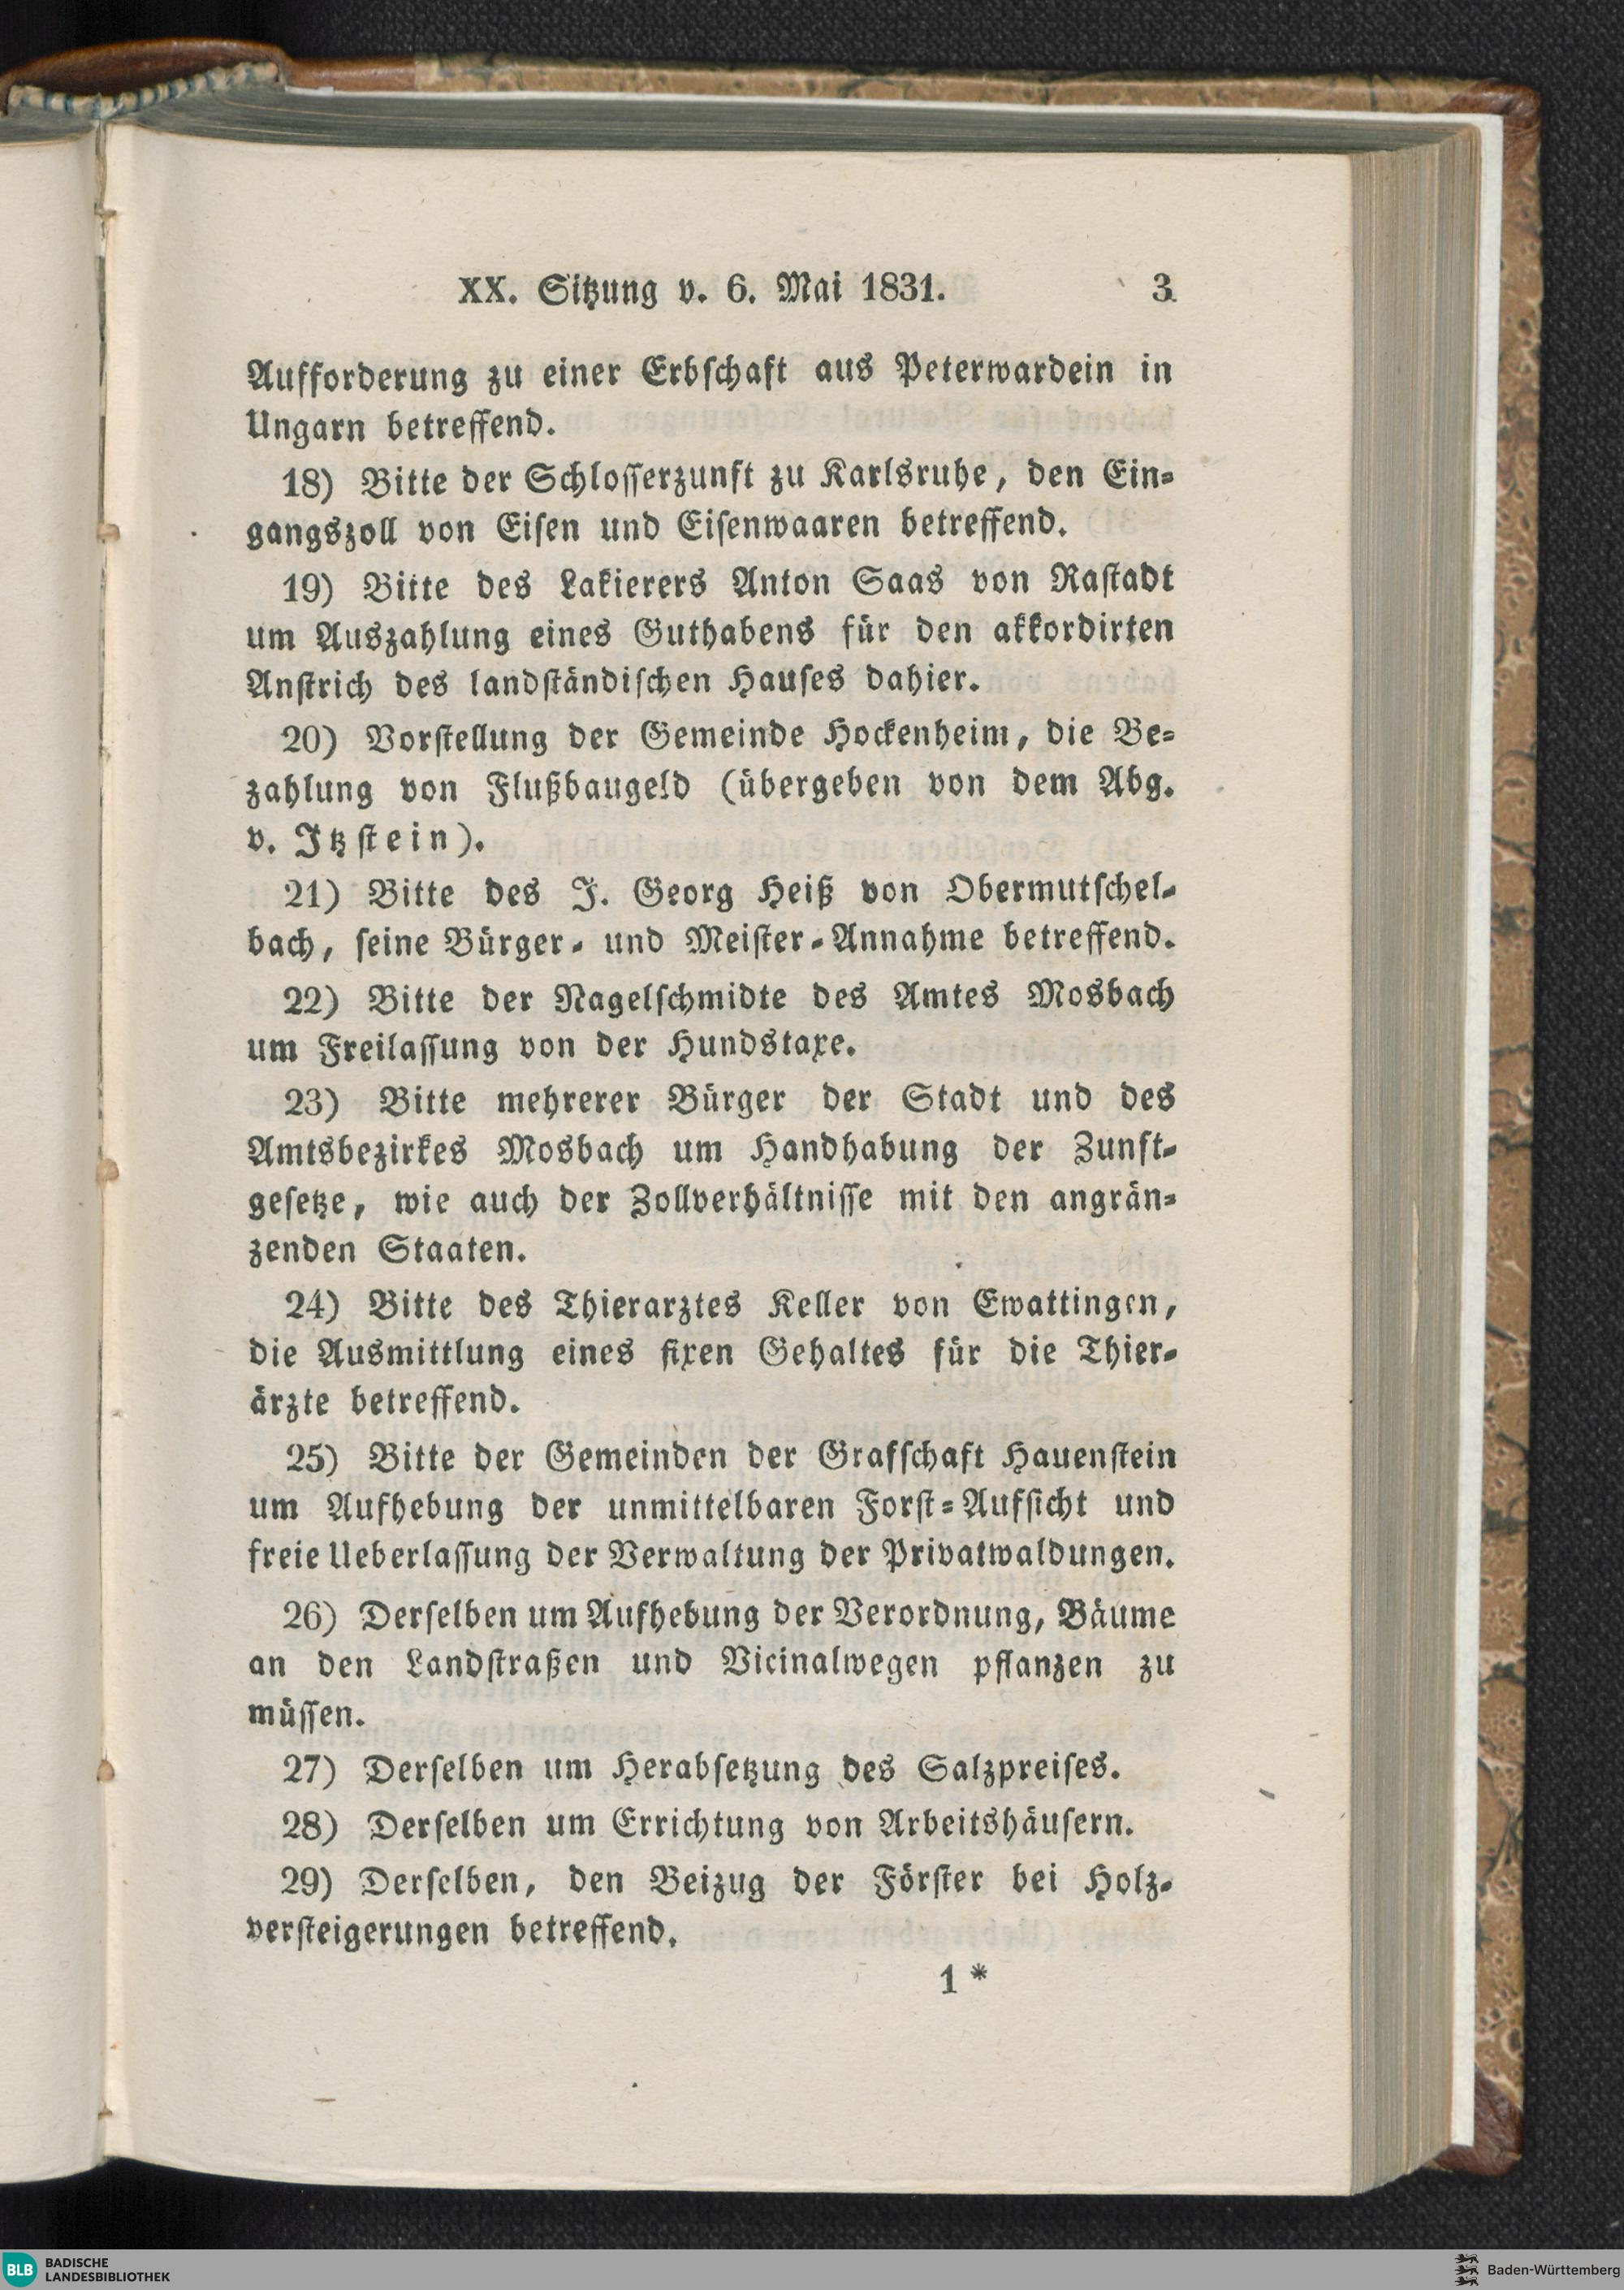 XX. Sitzung v. 6. Mai 1831. 3
Aufforderung zu einer Erbschaft aus Peterwardein in
Ungarn betreffend.
18) Bitte der Schlosserzunft zu Karlsruhe, den Ein-
gangszoll von Eisen und Eisenwaaren betreffend.
19) Bitte des Lakierers Anton Saas von Rastadt
um Auszahlung eines Guthabens für den akkordirten
Anstrich des landständischen Hauses dahier.
20) Vorstellung der Gemeinde Hockenheim, die Be-
zahlung von Flußbaugeld (übergeben von dem Abg.
v. Itzstein).
21) Bitte des J. Georg Heiß von Obermutschel-
bach, seine Bürger- und Meister-Annahme betreffend.
22) Bitte der Nagelschmidte des Amtes Mosbach
um Freilassung von der Hundstaxe.
23) Bitte mehrerer Bürger der Stadt und des
Amtsbezirkes Mosbach um Handhabung der Zunft-
gesetze, wie auch der Zollverhältnisse mit den angrän-
zenden Staaten.
24) Bitte des Thierarztes Keller von Ewattingen,
die Ausmittlung eines fixen Gehaltes für die Thier-
ärzte betreffend.
25) Bitte der Gemeinden der Grafschaft Hauenstein
um Aufhebung der unmittelbaren Forst-Aufsicht und
freie Ueberlassung der Verwaltung der Privatwaldungen.
26) Derselben um Aufhebung der Verordnung, Bäume
an den Landstraßen und Vicinalwegen pflanzen zu
müssen.
27) Derselben um Herabsetzung des Salzpreises.
28) Derselben um Errichtung von Arbeitshäusern.
29) Derselben, den Beizug der Förster bei Holz-
versteigerungen betreffend.
1 *
BLB BADISCHE
LANDESBIBLIOTHEK
Baden-Württemberg